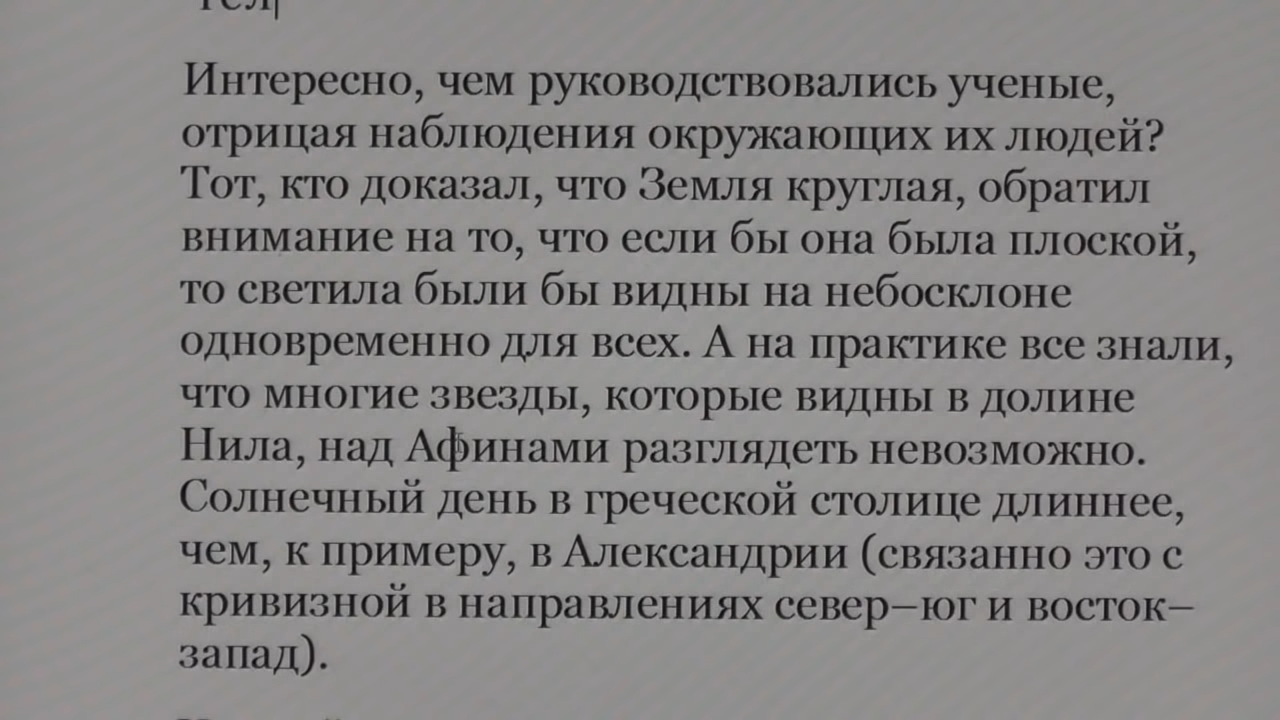 тел
Интересно, чем руководствовались ученые,
отрицая наблюдения окружающих их людей?
Тот, кто доказал, что Земля круглая, обратил
внимание на то, что если бы она была плоской,
то светила были бы видны на небосклоне
одновременно для всех. А на практике все знали,
что многие звезды, которые видны в долине
Нила, над Афинами разглядеть невозможно.
Солнечный день в греческой столице длиннее,
чем, к примеру, в Александрии (связанно это с
кривизной в направлениях север–юг и восток–
запад).